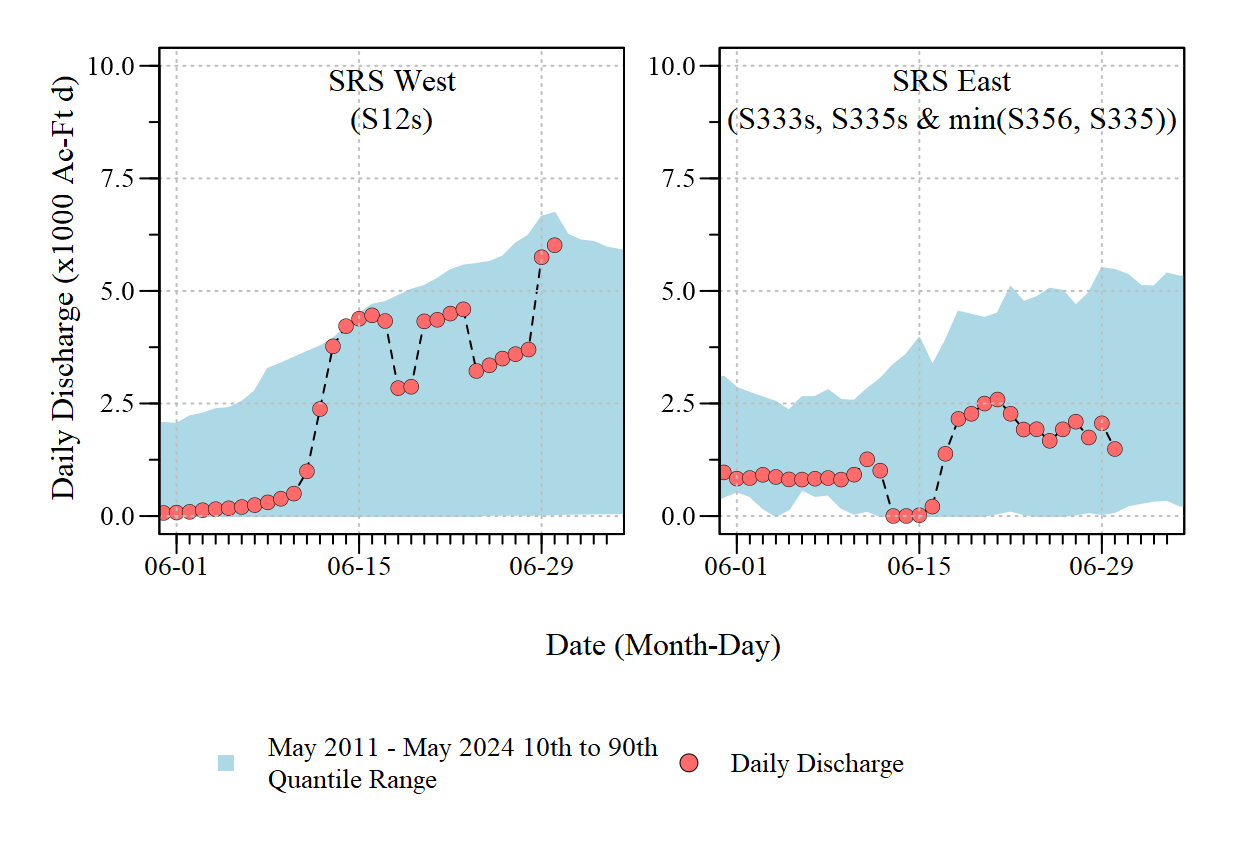 Daily Discharge (x1000 Ac-Ft d)
SRS West
(S12s)
10.0
7.5
5.0
2.5
0.0
06-01
06-15
06-29
SRS East
(S333s, S335s & min(S356, S335))
10.0
7.5
5.0
2.5
0.0
06-01
06-15
06-29
Date (Month-Day)
May 2011 - May 2024 10th to 90th
Quantile Range
Daily Discharge